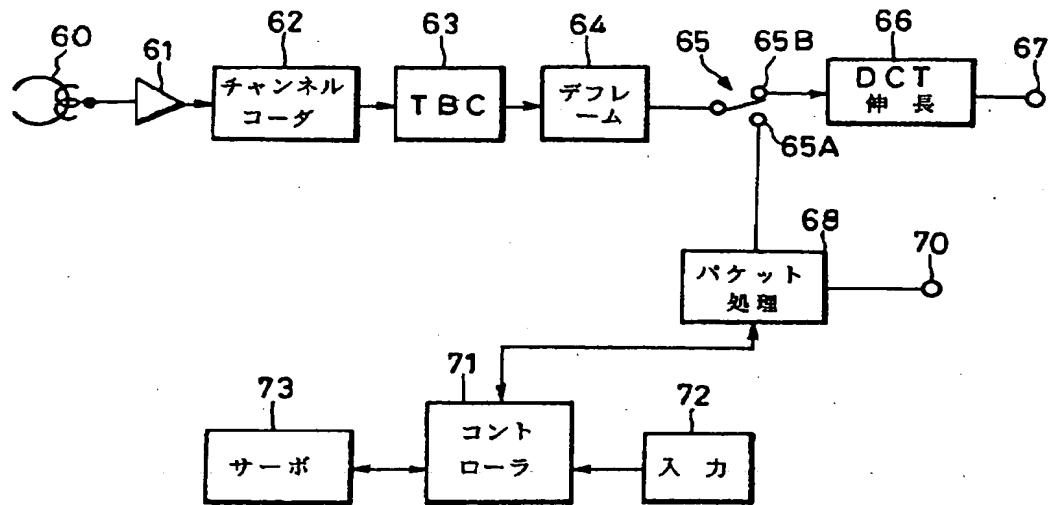 60
61
62
63
64
65
65B
66
67
チャンネル
コーダ
TBC
デフレ
ーム
DCT
伸長
65A
68
70
パケット
処理
71
72
73
コント
ローラ
サーボ
入力